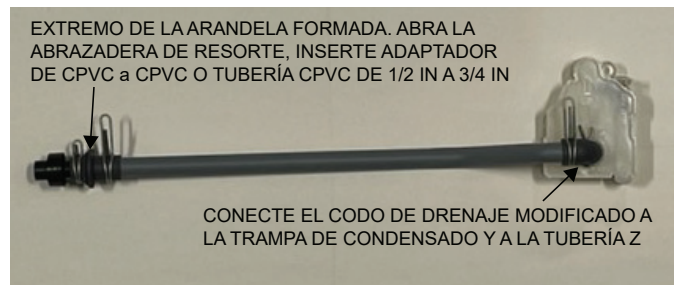 EXTREMO DE LA ARANDELA FORMADA. ABRA LA
ABRAZADERA DE RESORTE, INSERTE ADAPTADOR
DE CPVC a CPVC O TUBERÍA CPVC DE 1/2 IN A 3/4 IN
CONECTE EL CODO DE DRENAJE MODIFICADO A
LA TRAMPA DE CONDENSADO Y A LA TUBERÍA Z